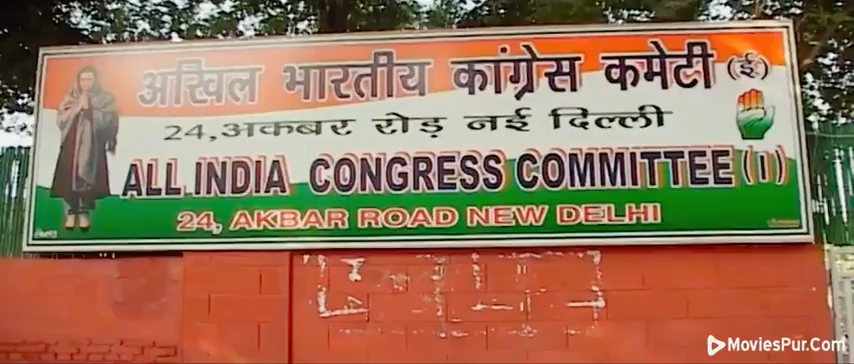 अखिल भारतीय कांग्रेस कमेटी (ई)
24,अकबर रोड़ नई दिल्ली
ALL INDIA CONGRESS COMMITTEE (I)
24, AKBAR ROAD NEW DELHI
MoviesPur.Com